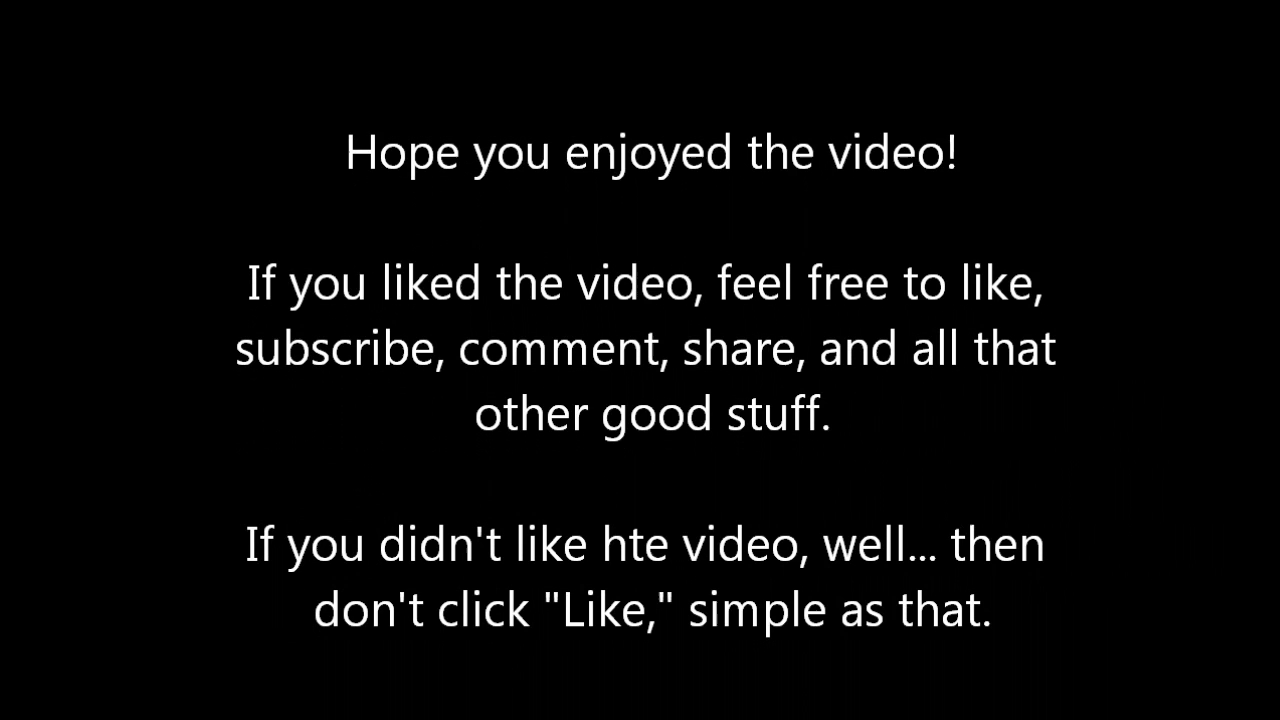 Hope you enjoyed the video!
If you liked the video, feel free to like,
subscribe, comment, share, and all that
other good stuff.
If you didn't like hte video, well... then
don't click "Like," simple as that.